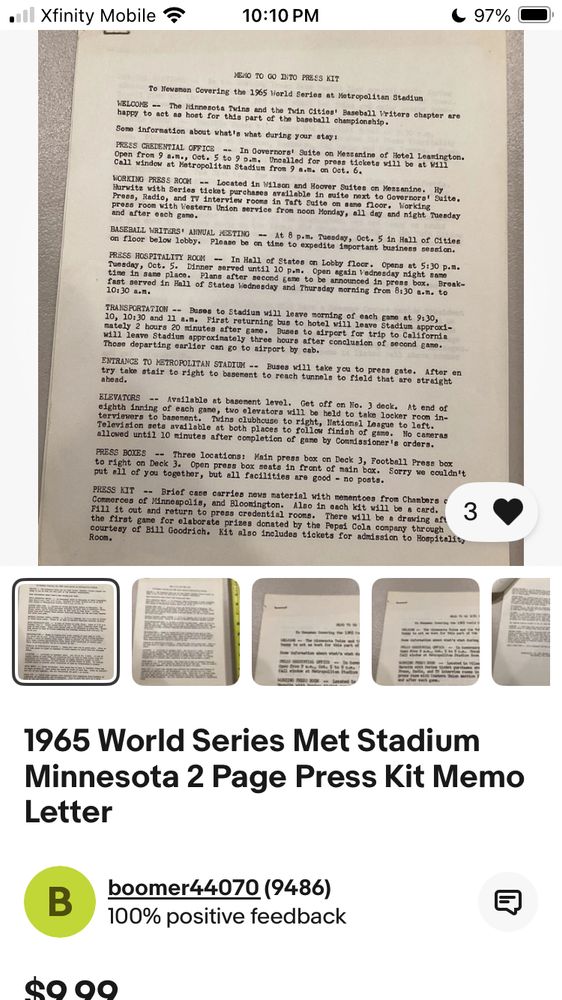 Xfinity Mobile
10:10 PM
97%
MEMO TO GO INTO PRESS KIT
To Newsmen Covering the 1965 World Series at Metropolitan Stadium
WELCOME -- The Minnesota Twins and the Twin Cities' Baseball Writers chapter are
happy to act as host for this part of the baseball championship.
Some information about what's what during your stay:
PRESS CREDENTIAL OFFICE -- In Governors' Suite on Mezzanine of Hotel Leamington.
Open from 9 a.m., Oct. 5 to 9 p.m. Uncalled for press tickets will be at Will
Call window at Metropolitan Stadium from 9 a.m. on Oct. 6.
WORKING PRESS ROOM -- Located in Wilson and Hoover Suites on Mezzanine. Hy
Hurwitz with Series ticket purchases available in suite next to Governors' Suite.
Press, Radio, and TV interview rooms in Taft Suite on same floor. Working
press room with Western Union service from noon Monday, all day and night Tuesday
and after each game.
BASEBALL WRITERS' ANNUAL MEETING -- At 8 p.m. Tuesday, Oct. 5 in Hall of Cities
on floor below lobby. Please be on time to expedite important business session.
PRESS HOSPITALITY ROOM -- In Hall of States on Lobby floor. Opens at 5:30 p.m.
Tuesday, Oct. 5. Dinner served until 10 p.m. Open again Wednesday night same
time in same place. Plans after second game to be announced in press box. Break-
fast served in Hall of States Wednesday and Thursday morning from 8:30 a.m. to
10:30 a.m.
TRANSPORTATION -- Buses to Stadium will leave morning of each game at 9:30,
10, 10:30 and 11 a.m. First returning bus to hotel will leave Stadium approxi-
mately 2 hours 20 minutes after game. Buses to airport for trip to California
will leave Stadium approximately three hours after conclusion of second game.
Those departing earlier can go to airport by cab.
ENTRANCE TO METROPOLITAN STADIUM -- Buses will take you to press gate. After en
try take stair to right to basement to reach tunnels to field that are straight
ahead.
ELEVATORS -- Available at basement level. Get off on No. 3 deck. At end of
eighth inning of each game, two elevators will be held to take locker room in-
terviewers to basement. Twins clubhouse to right, National League to left.
Television sets available at both places to follow finish of game. No cameras
allowed until 10 minutes after completion of game by Commissioner's orders.
PRESS BOXES -- Three locations: Main press box on Deck 3, Football Press box
to right on Deck 3. Open press box seats in front of main box. Sorry we couldn't
put all of you together, but all facilities are good - no posts.
PRESS KIT -- Brief case carries news material with mementoes from Chambers
Commerces of Minneapolis, and Bloomington. Also in each kit will be a card.
Fill it out and return to press credential rooms. There will be a drawing aft
the first game for elaborate prizes donated by the Pepsi Cola company through
courtesy of Bill Goodrich. Kit also includes tickets for admission to Hospitality
Room.
3
1965 World Series Met Stadium
Minnesota 2 Page Press Kit Memo
Letter
B
boomer44070 (9486)
100% positive feedback
$9.99